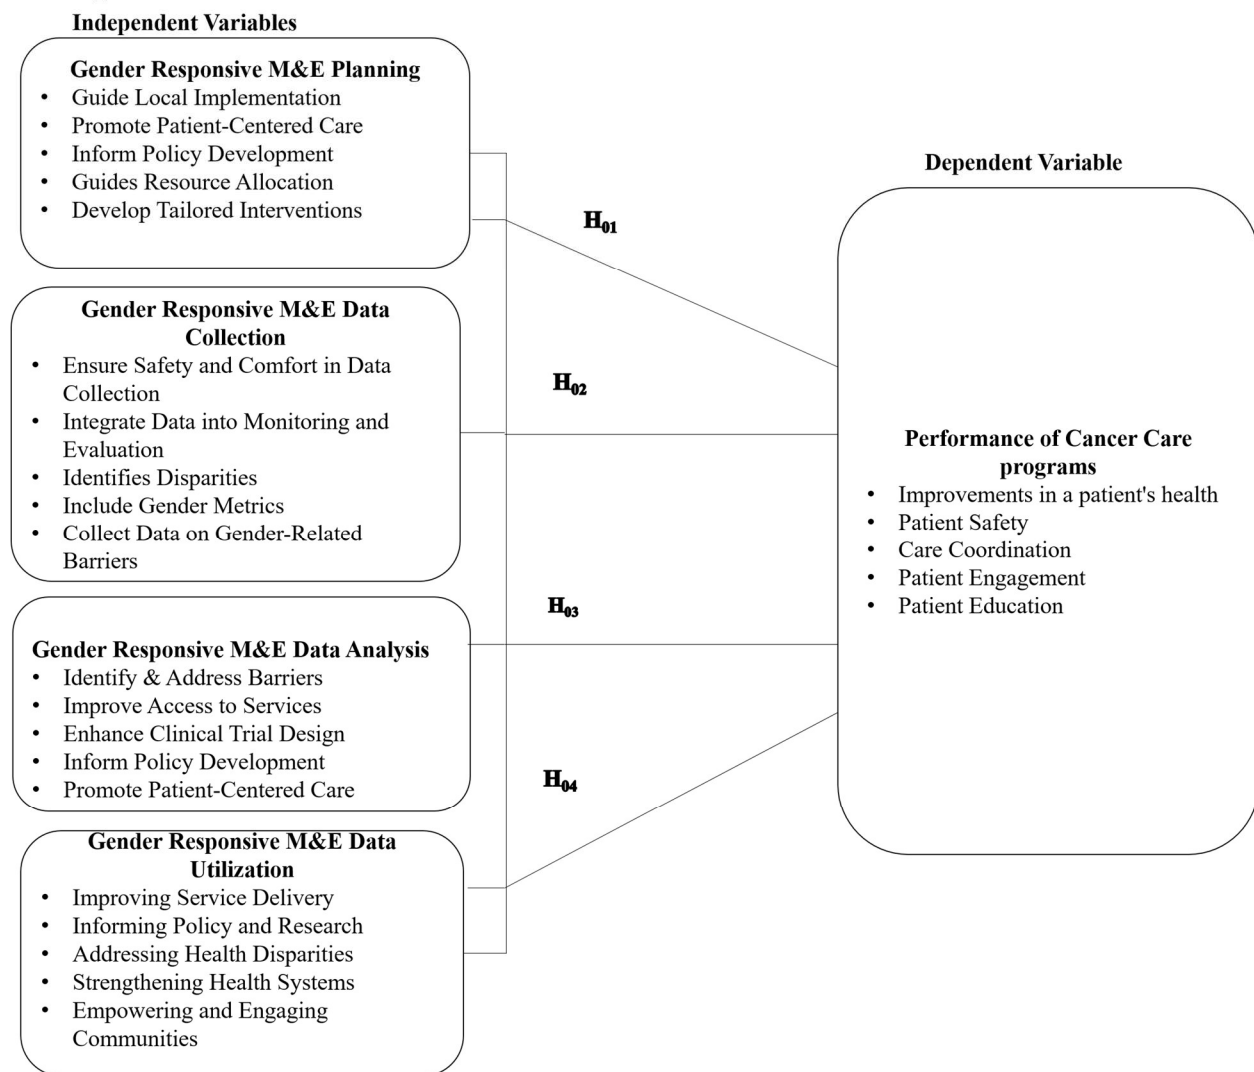 Independent Variables
Gender Responsive M&E Planning
• Guide Local Implementation
• Promote Patient-Centered Care
• Inform Policy Development
• Guides Resource Allocation
• Develop Tailored Interventions
Gender Responsive M&E Data
Collection
• Ensure Safety and Comfort in Data
Collection
• Integrate Data into Monitoring and
Evaluation
• Identifies Disparities
• Include Gender Metrics
• Collect Data on Gender-Related
Barriers
Gender Responsive M&E Data Analysis
• Identify & Address Barriers
• Improve Access to Services
• Enhance Clinical Trial Design
• Inform Policy Development
• Promote Patient-Centered Care
Gender Responsive M&E Data
Utilization
• Improving Service Delivery
• Informing Policy and Research
• Addressing Health Disparities
• Strengthening Health Systems
• Empowering and Engaging
Communities
H01
H02
H03
H04
Dependent Variable
Performance of Cancer Care
programs
• Improvements in a patient's health
• Patient Safety
• Care Coordination
• Patient Engagement
• Patient Education